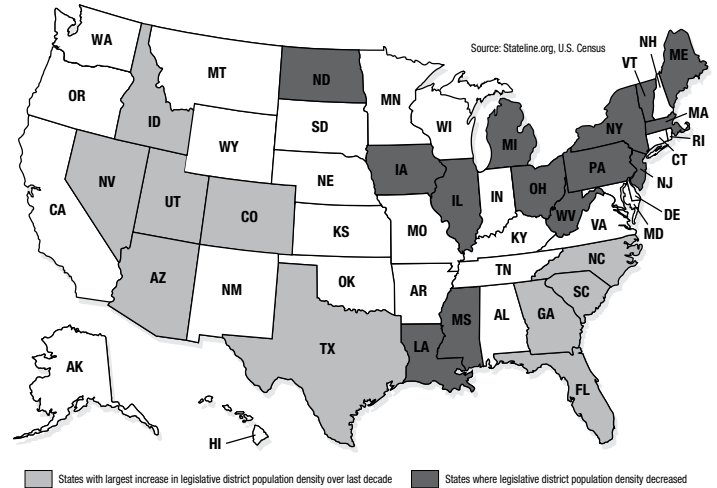 WA
NH
ME
Source: Stateline.org, U.S. Census
VT
MT
ND
OR
MN
MA
ID
SD
WI
NY
RI
WY
MI
CT
IA
PA
NJ
NE
NV
IL
IN
OH
UT
CO
WV
DE
CA
KS
MO
VA
MD
KY
NC
AZ
OK
TN
NM
AR
SC
MS
AL
GA
TX
LA
AK
FL
HI
States with largest increase in legislative district population density over last decade
States where legislative district population density decreased